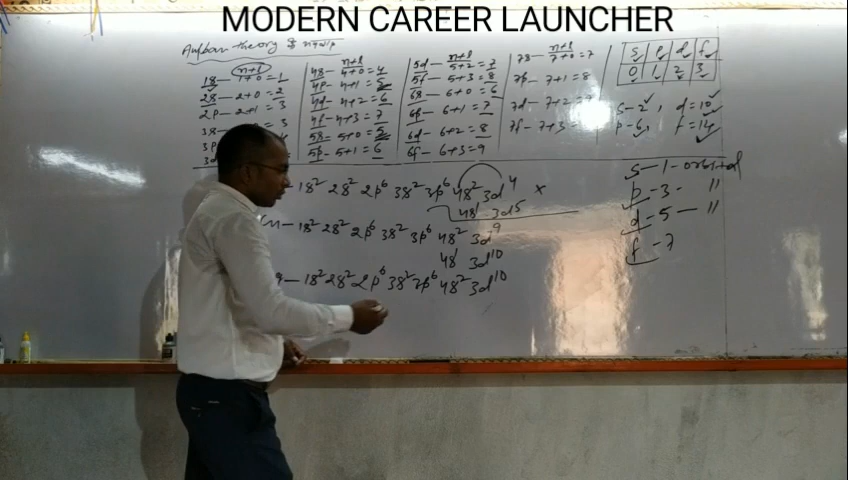 MODERN CAREER LAUNCHER
Aufbau theory
n+l
1s — 1+0 = 1
2s — 2+0 = 2
2p — 2+1 = 3
3s — = 3
3p
3d
n+l
4s — 4+0 = 4
4p — 4+1 = 5
4d — 4+2 = 6
4f — 4+3 = 7
5s — 5+0 = 5
5p — 5+1 = 6
n+l
5d — 5+2 = 7
5f — 5+3 = 8
6s — 6+0 = 6
6p — 6+1 = 7
6d — 6+2 = 8
6f — 6+3 = 9
n+l
7s — 7+0 = 7
7p — 7+1 = 8
7d — 7+2 =
7f — 7+3 =
s p d f
0 1 2 3
s-2, d=10
p-6, f=14
s — 1 - orbital
p — 3 - "
d — 5 — "
f — 7
— 1s² 2s² 2p⁶ 3s² 3p⁶ 4s² 3d⁴ ×
4s¹ 3d⁵
— 1s² 2s² 2p⁶ 3s² 3p⁶ 4s² 3d⁹
4s¹ 3d¹⁰
— 1s² 2s² 2p⁶ 3s² 3p⁶ 4s² 3d¹⁰